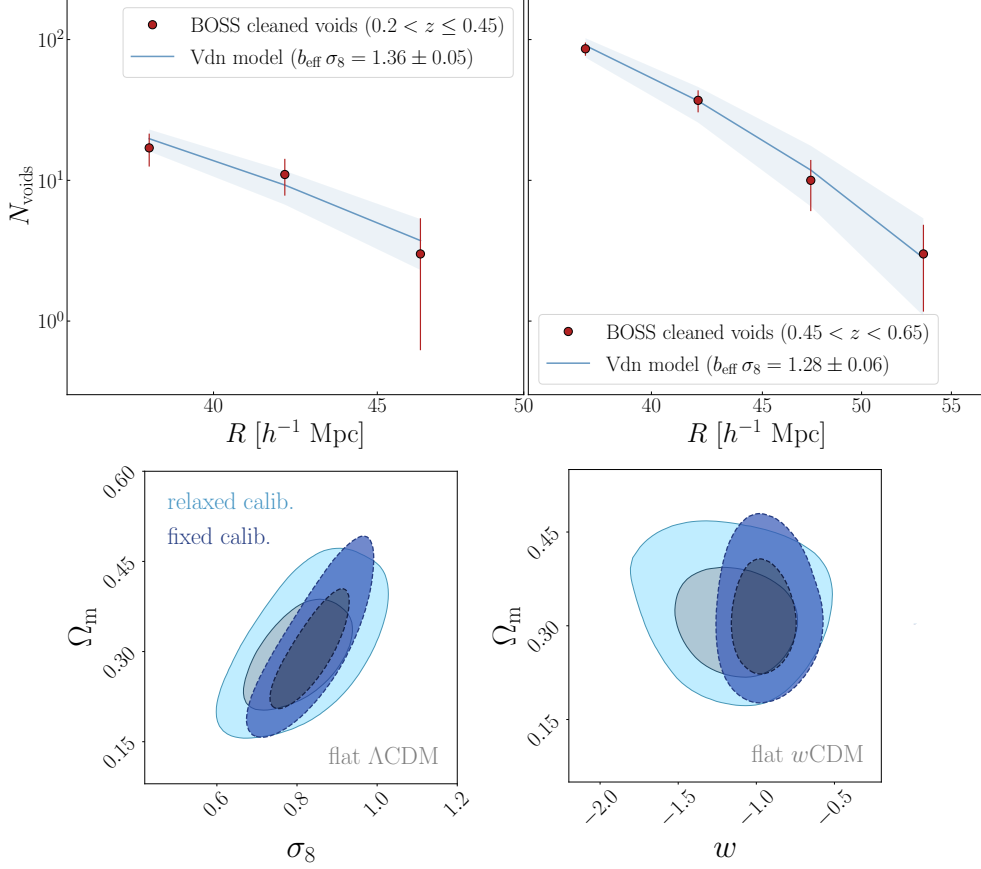 BOSS cleaned voids (0.2 < z ≤ 0.45)
Vdn model (b_eff σ_8 = 1.36 ± 0.05)
10^2
10^1
10^0
N_voids
40
45
50
R [h^{-1} Mpc]
BOSS cleaned voids (0.45 < z < 0.65)
Vdn model (b_eff σ_8 = 1.28 ± 0.06)
40
45
50
55
R [h^{-1} Mpc]
relaxed calib.
fixed calib.
0.60
0.45
0.30
0.15
Ω_m
flat ΛCDM
0.6
0.8
1.0
1.2
σ_8
0.45
0.30
0.15
Ω_m
flat wCDM
−2.0
−1.5
−1.0
−0.5
w